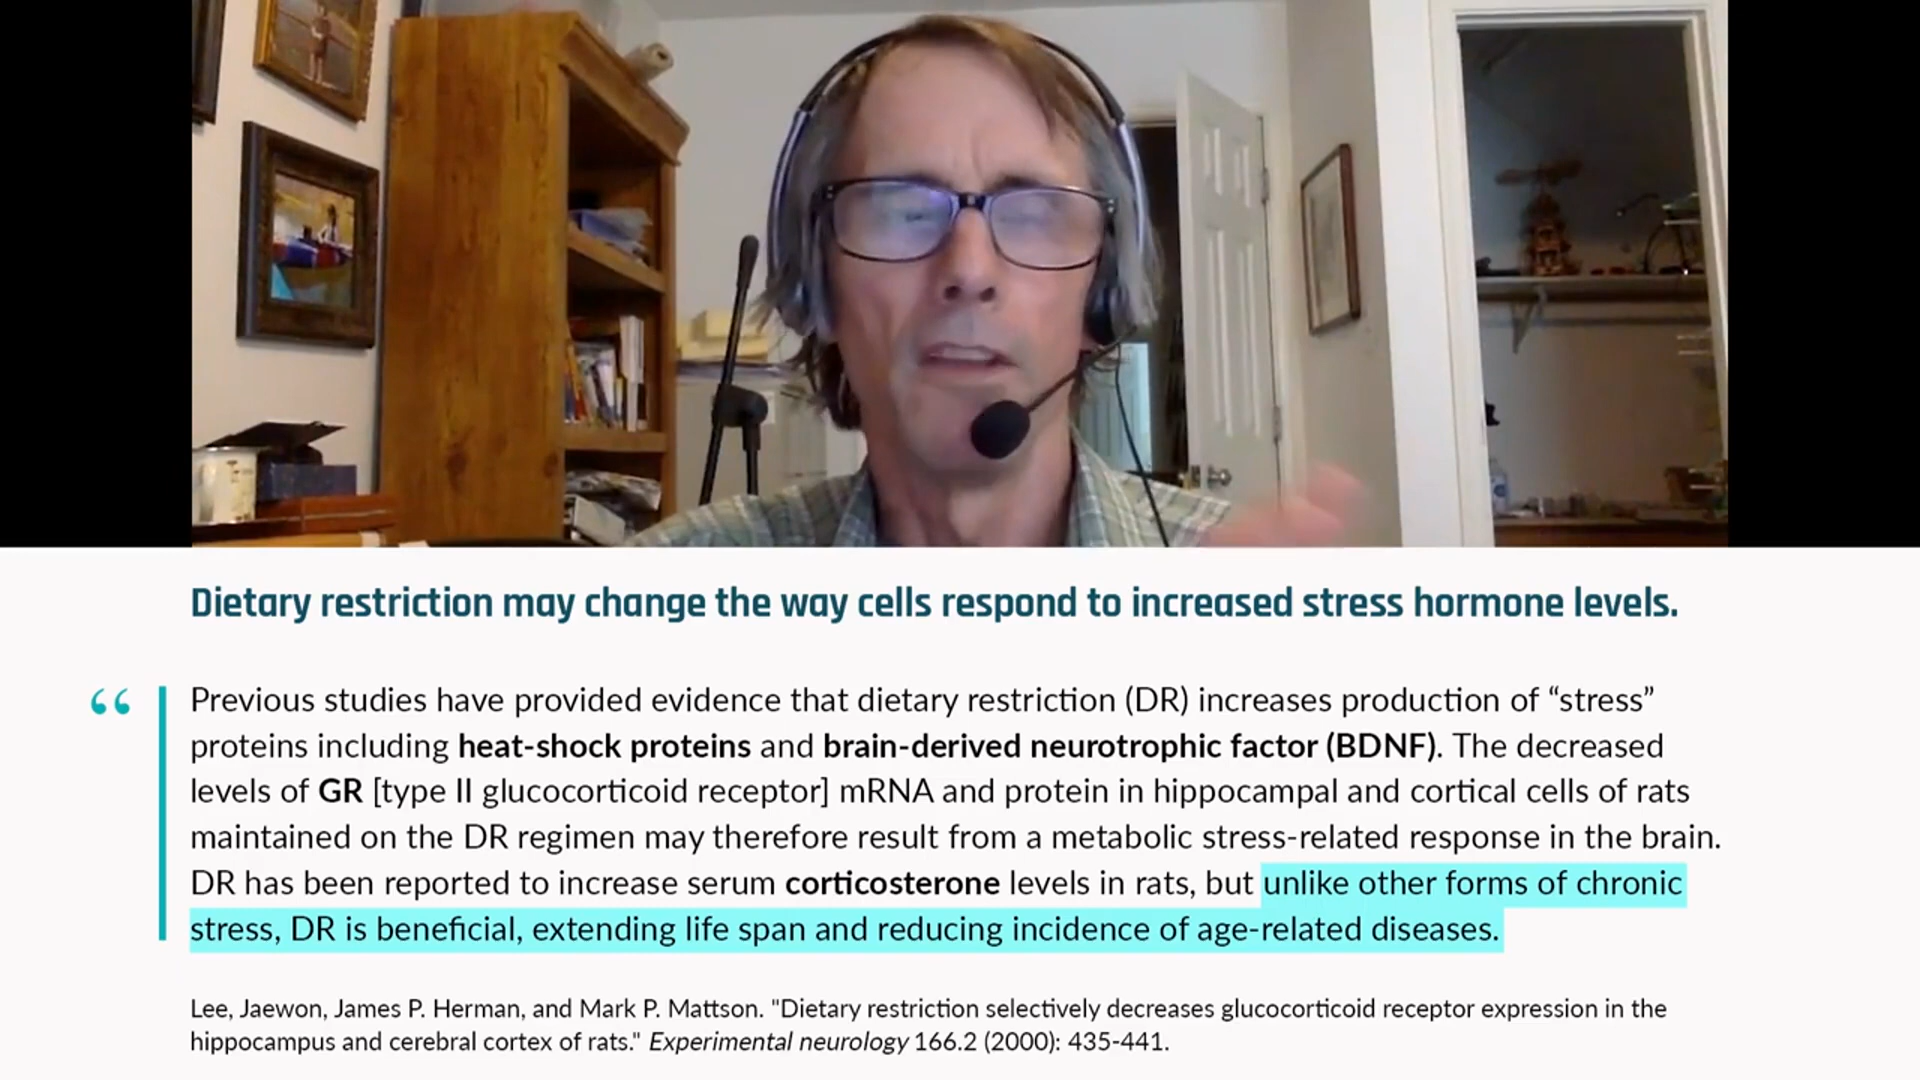 Dietary restriction may change the way cells respond to increased stress hormone levels.
“ Previous studies have provided evidence that dietary restriction (DR) increases production of “stress”
proteins including heat-shock proteins and brain-derived neurotrophic factor (BDNF). The decreased
levels of GR [type II glucocorticoid receptor] mRNA and protein in hippocampal and cortical cells of rats
maintained on the DR regimen may therefore result from a metabolic stress-related response in the brain.
DR has been reported to increase serum corticosterone levels in rats, but unlike other forms of chronic
stress, DR is beneficial, extending life span and reducing incidence of age-related diseases.
Lee, Jaewon, James P. Herman, and Mark P. Mattson. "Dietary restriction selectively decreases glucocorticoid receptor expression in the
hippocampus and cerebral cortex of rats." Experimental neurology 166.2 (2000): 435-441.